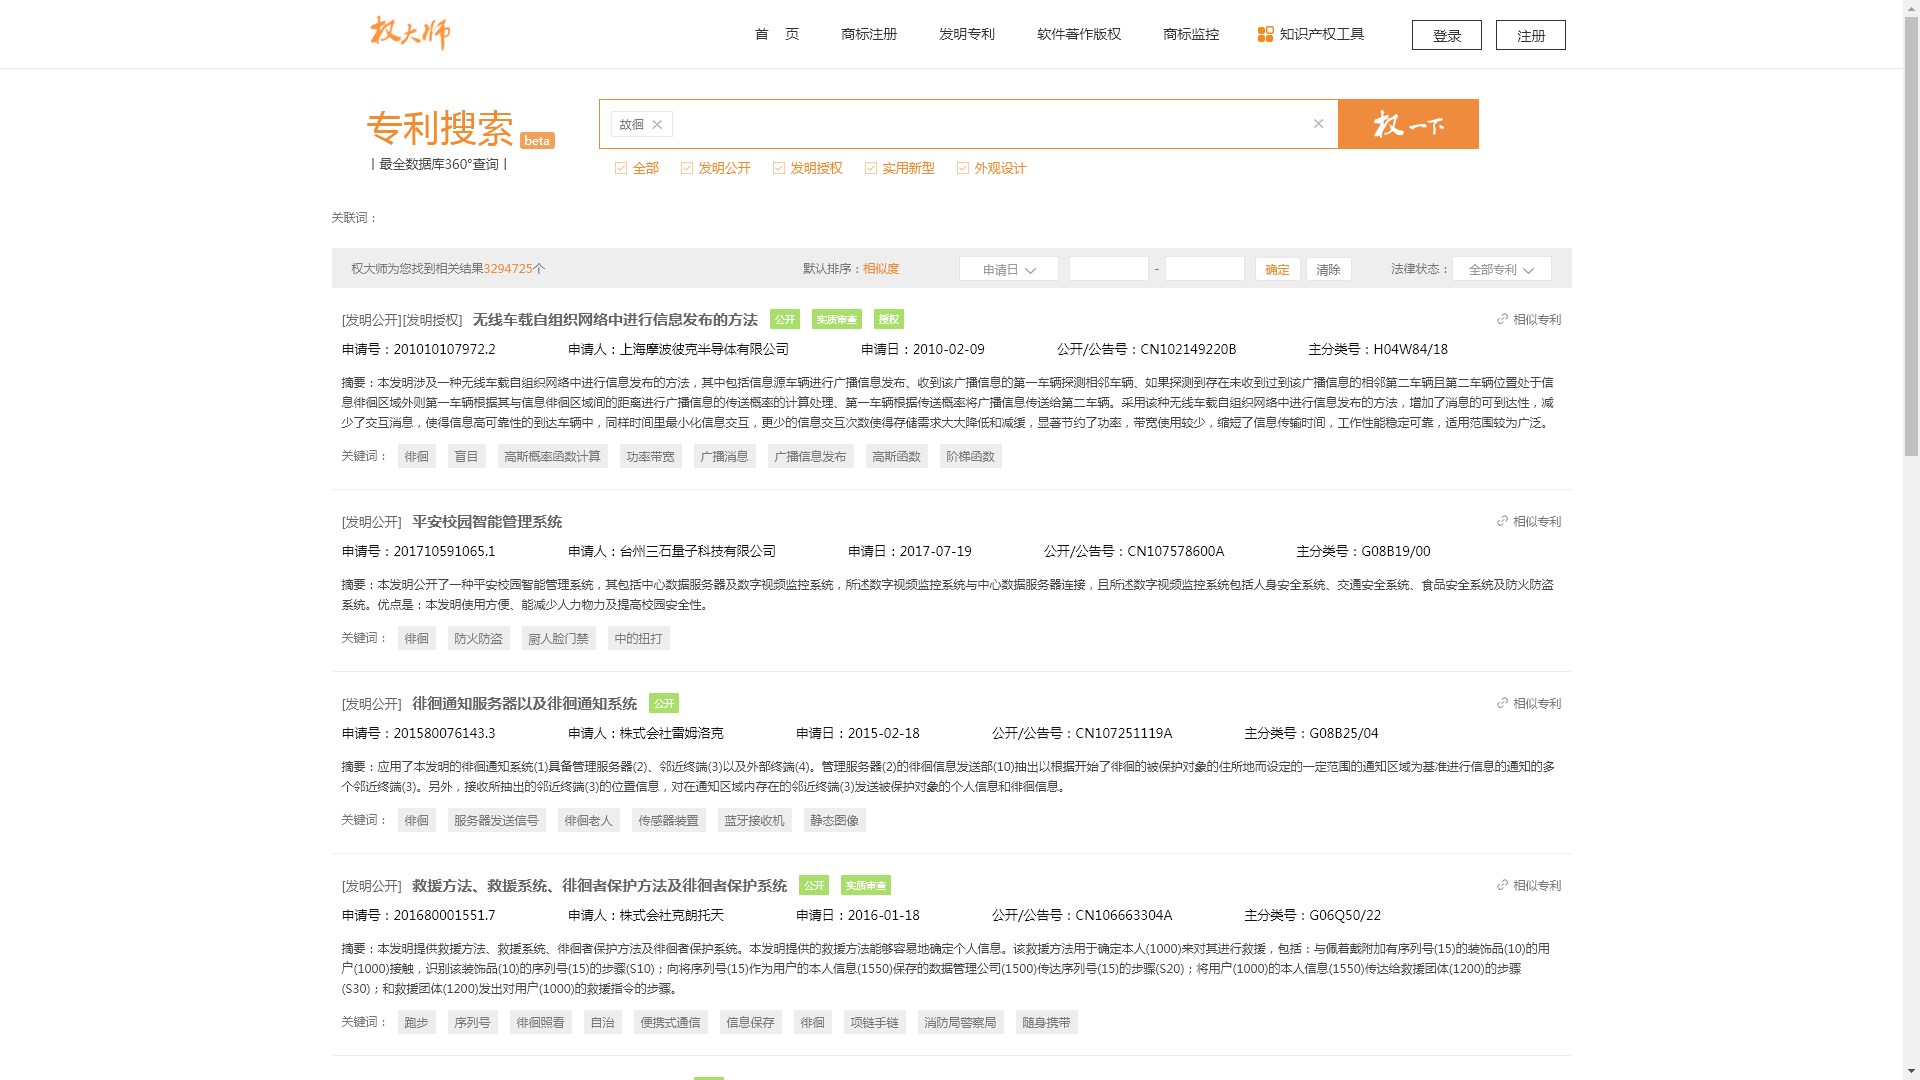 权大师
首 页 商标注册 发明专利 软件著作版权 商标监控 知识产权工具 登录 注册
专利搜索 beta
丨最全数据库360°查询丨
故徊 × × 权一下
全部 发明公开 发明授权 实用新型 外观设计
关联词：
权大师为您找到相关结果3294725个 默认排序：相似度 申请日 - 确定 清除 法律状态： 全部专利
[发明公开][发明授权] 无线车载自组织网络中进行信息发布的方法 公开 实质审查 授权 相似专利
申请号：201010107972.2 申请人：上海摩波彼克半导体有限公司 申请日：2010-02-09 公开/公告号：CN102149220B 主分类号：H04W84/18
摘要：本发明涉及一种无线车载自组织网络中进行信息发布的方法，其中包括信息源车辆进行广播信息发布、收到该广播信息的第一车辆探测相邻车辆、如果探测到存在未收到过到该广播信息的相邻第二车辆且第二车辆位置处于信
息徘徊区域外则第一车辆根据其与信息徘徊区域间的距离进行广播信息的传送概率的计算处理、第一车辆根据传送概率将广播信息传送给第二车辆。采用该种无线车载自组织网络中进行信息发布的方法，增加了消息的可到达性，减
少了交互消息，使得信息高可靠性的到达车辆中，同样时间里最小化信息交互，更少的信息交互次数使得存储需求大大降低和减缓，显著节约了功率，带宽使用较少，缩短了信息传输时间，工作性能稳定可靠，适用范围较为广泛。
关键词： 徘徊 盲目 高斯概率函数计算 功率带宽 广播消息 广播信息发布 高斯函数 阶梯函数
[发明公开] 平安校园智能管理系统 相似专利
申请号：201710591065.1 申请人：台州三石量子科技有限公司 申请日：2017-07-19 公开/公告号：CN107578600A 主分类号：G08B19/00
摘要：本发明公开了一种平安校园智能管理系统，其包括中心数据服务器及数字视频监控系统，所述数字视频监控系统与中心数据服务器连接，且所述数字视频监控系统包括人身安全系统、交通安全系统、食品安全系统及防火防盗
系统。优点是：本发明使用方便、能减少人力物力及提高校园安全性。
关键词： 徘徊 防火防盗 厨人脸门禁 中的扭打
[发明公开] 徘徊通知服务器以及徘徊通知系统 公开 相似专利
申请号：201580076143.3 申请人：株式会社雷姆洛克 申请日：2015-02-18 公开/公告号：CN107251119A 主分类号：G08B25/04
摘要：应用了本发明的徘徊通知系统(1)具备管理服务器(2)、邻近终端(3)以及外部终端(4)。管理服务器(2)的徘徊信息发送部(10)抽出以根据开始了徘徊的被保护对象的住所地而设定的一定范围的通知区域为基准进行信息的通知的多
个邻近终端(3)。另外，接收所抽出的邻近终端(3)的位置信息，对在通知区域内存在的邻近终端(3)发送被保护对象的个人信息和徘徊信息。
关键词： 徘徊 服务器发送信号 徘徊老人 传感器装置 蓝牙接收机 静态图像
[发明公开] 救援方法、救援系统、徘徊者保护方法及徘徊者保护系统 公开 实质审查 相似专利
申请号：201680001551.7 申请人：株式会社克朗托天 申请日：2016-01-18 公开/公告号：CN106663304A 主分类号：G06Q50/22
摘要：本发明提供救援方法、救援系统、徘徊者保护方法及徘徊者保护系统。本发明提供的救援方法能够容易地确定个人信息。该救援方法用于确定本人(1000)来对其进行救援，包括：与佩着戴附加有序列号(15)的装饰品(10)的用
户(1000)接触，识别该装饰品(10)的序列号(15)的步骤(S10)；向将序列号(15)作为用户的本人信息(1550)保存的数据管理公司(1500)传达序列号(15)的步骤(S20)；将用户(1000)的本人信息(1550)传达给救援团体(1200)的步骤
(S30)；和救援团体(1200)发出对用户(1000)的救援指令的步骤。
关键词： 跑步 序列号 徘徊照看 自治 便携式通信 信息保存 徘徊 项链手链 消防局警察局 随身携带